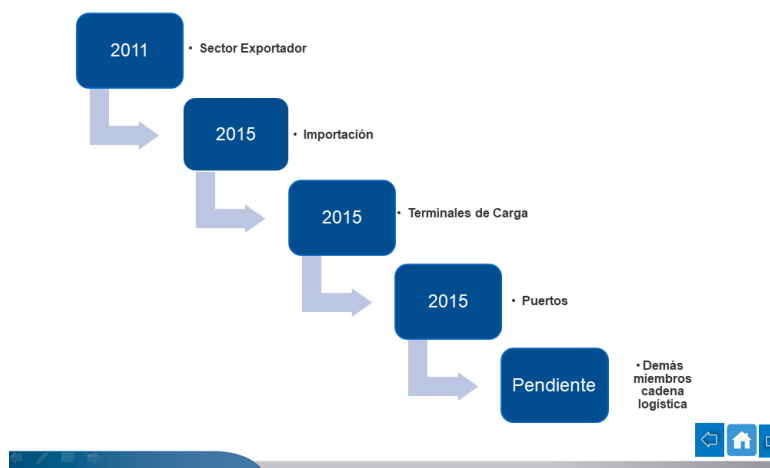 2011
• Sector Exportador
2015
• Importación
2015
• Terminales de Carga
2015
• Puertos
Pendiente
• Demás
miembros
cadena
logística